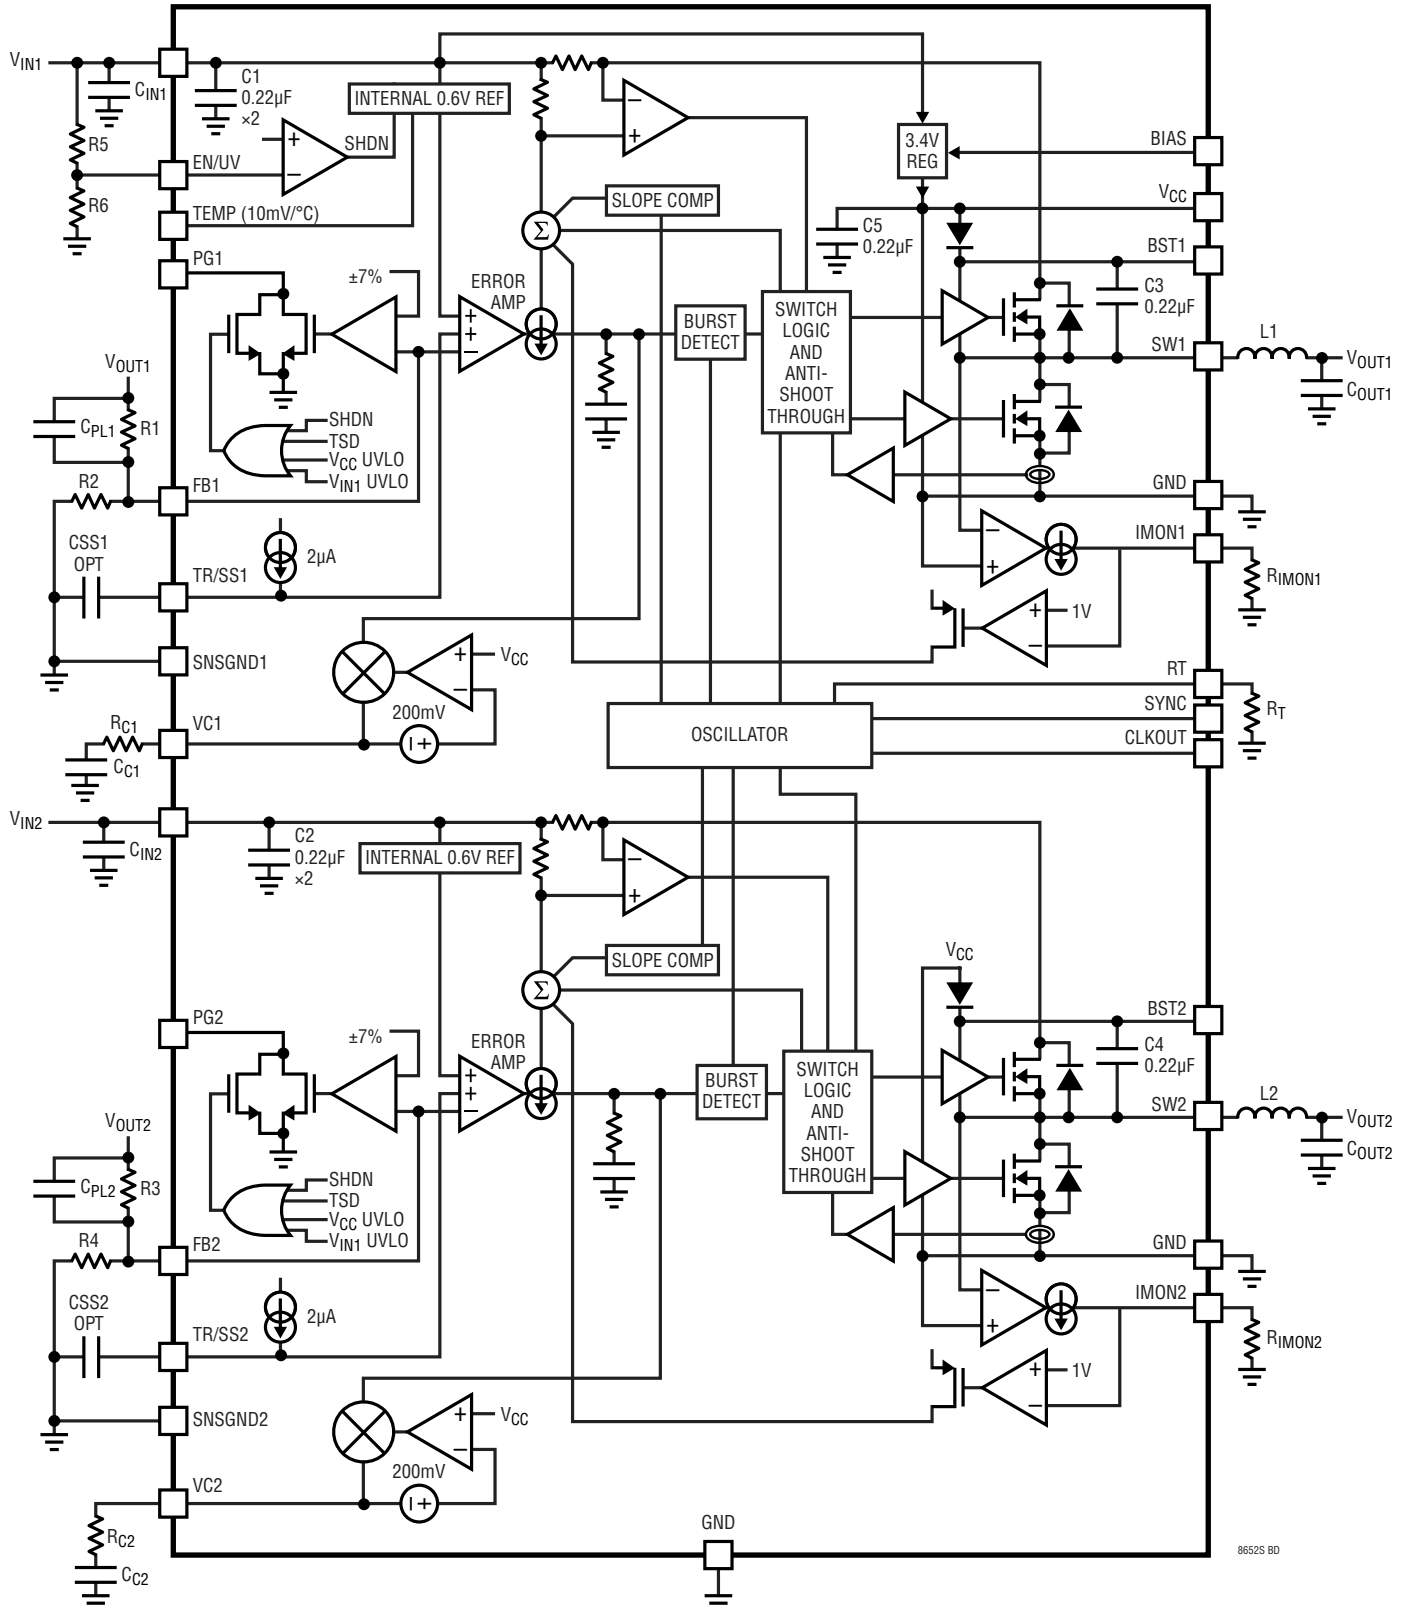 VIN1
CIN1
C1
0.22µF
×2
INTERNAL 0.6V REF
R5
SHDN
EN/UV
R6
TEMP (10mV/°C)
PG1
±7%
ERROR
AMP
SLOPE COMP
Σ
3.4V
REG
BIAS
VCC
C5
0.22µF
BST1
C3
0.22µF
BURST
DETECT
SWITCH
LOGIC
AND
ANTI-
SHOOT
THROUGH
SW1
L1
VOUT1
COUT1
VOUT1
CPL1
R1
SHDN
TSD
VCC UVLO
VIN1 UVLO
R2
FB1
GND
CSS1
OPT
2µA
TR/SS1
IMON1
RIMON1
1V
SNSGND1
VCC
200mV
RC1
VC1
CC1
OSCILLATOR
RT
SYNC
RT
CLKOUT
VIN2
CIN2
C2
0.22µF
×2
INTERNAL 0.6V REF
SLOPE COMP
Σ
VCC
PG2
±7%
ERROR
AMP
BST2
C4
0.22µF
BURST
DETECT
SWITCH
LOGIC
AND
ANTI-
SHOOT
THROUGH
SW2
L2
VOUT2
COUT2
VOUT2
CPL2
R3
SHDN
TSD
VCC UVLO
VIN1 UVLO
R4
FB2
GND
CSS2
OPT
2µA
TR/SS2
IMON2
RIMON2
1V
SNSGND2
VCC
200mV
VC2
RC2
CC2
GND
8652S BD